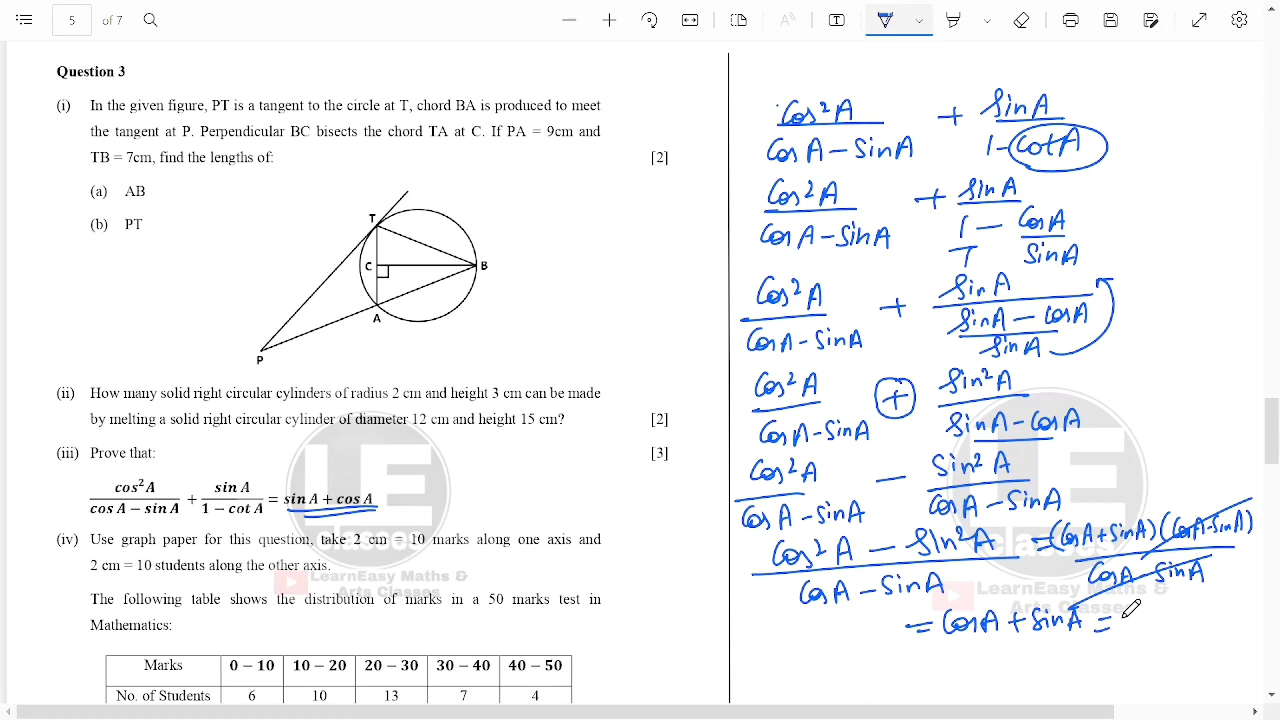 5 of 7
Question 3
(i) In the given figure, PT is a tangent to the circle at T, chord BA is produced to meet
the tangent at P. Perpendicular BC bisects the chord TA at C. If PA = 9cm and
TB = 7cm, find the lengths of: [2]
(a) AB
(b) PT
T
C
B
A
P
(ii) How many solid right circular cylinders of radius 2 cm and height 3 cm can be made
by melting a solid right circular cylinder of diameter 12 cm and height 15 cm? [2]
(iii) Prove that: [3]
cos²A / (cos A – sin A) + sin A / (1 – cot A) = sin A + cos A
(iv) Use graph paper for this question, take 2 cm = 10 marks along one axis and
2 cm = 10 students along the other axis.
The following table shows the distribution of marks in a 50 marks test in
Mathematics:
Marks 0 – 10 10 – 20 20 – 30 30 – 40 40 – 50
No. of Students 6 10 13 7 4
Cos²A / (CosA – SinA) + SinA / (1 – CotA)
Cos²A / (CosA – SinA) + SinA / (1/1 – CosA/SinA)
Cos²A / (CosA – SinA) + SinA / ((SinA – CosA) / SinA)
Cos²A / (CosA – SinA) + Sin²A / (SinA – CosA)
Cos²A / (CosA – SinA) – Sin²A / (CosA – SinA)
(Cos²A – Sin²A) / (CosA – SinA) = (CosA + SinA)(CosA – SinA) / (CosA – SinA)
= CosA + SinA =
LE
Classes
LearnEasy Maths &
Arts Classes
LE
Classes
LearnEasy Maths &
Arts Classes